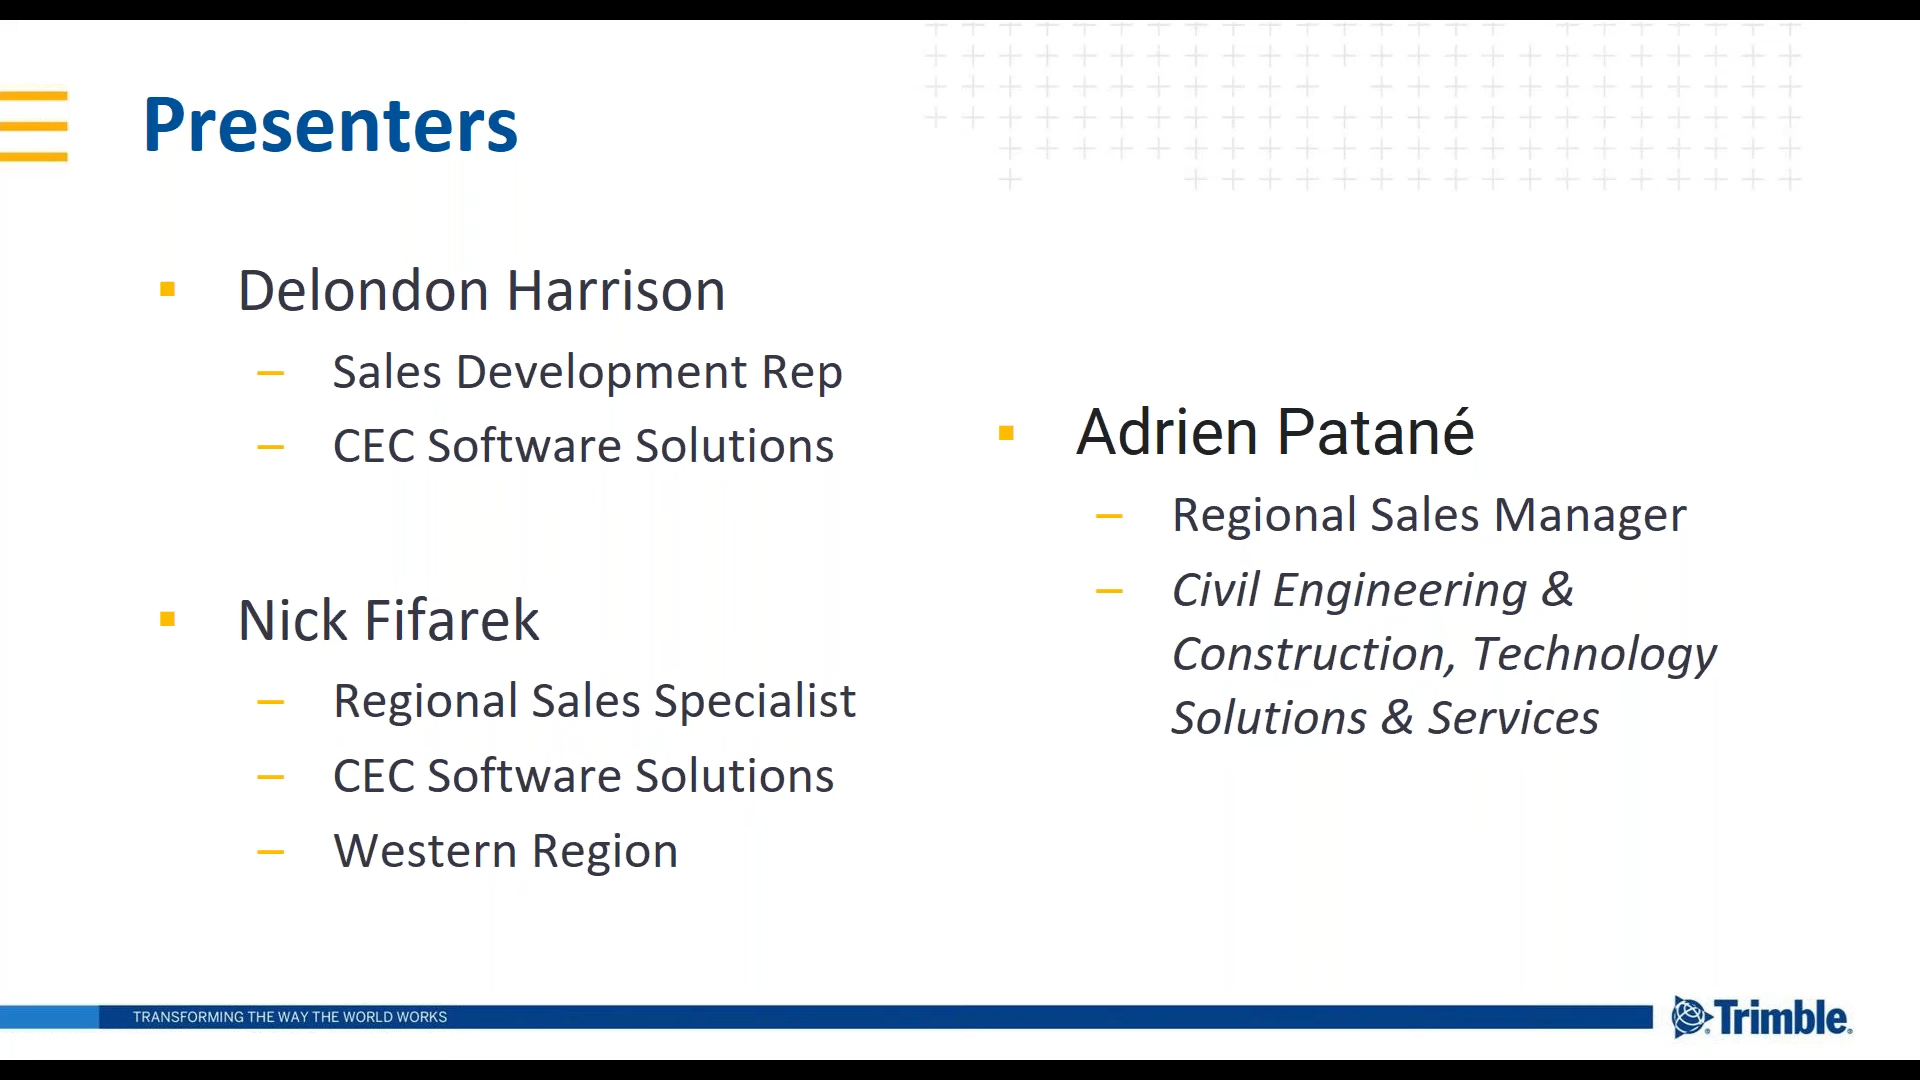 Presenters
Delondon Harrison
– Sales Development Rep
– CEC Software Solutions
Nick Fifarek
– Regional Sales Specialist
– CEC Software Solutions
– Western Region
Adrien Patané
– Regional Sales Manager
– Civil Engineering &
Construction, Technology
Solutions & Services
TRANSFORMING THE WAY THE WORLD WORKS
Trimble